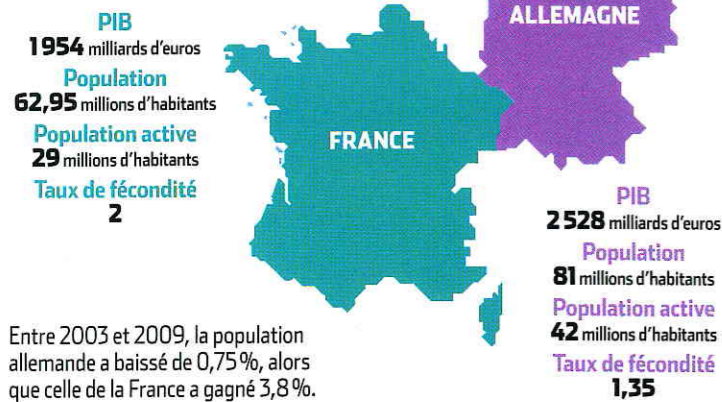 ALLEMAGNE
PIB
1954 milliards d'euros
Population
62,95 millions d'habitants
Population active
29 millions d'habitants
Taux de fécondité
2
FRANCE
PIB
2 528 milliards d'euros
Population
81 millions d'habitants
Population active
42 millions d'habitants
Taux de fécondité
1,35
Entre 2003 et 2009, la population
allemande a baissé de 0,75 %, alors
que celle de la France a gagné 3,8 %.